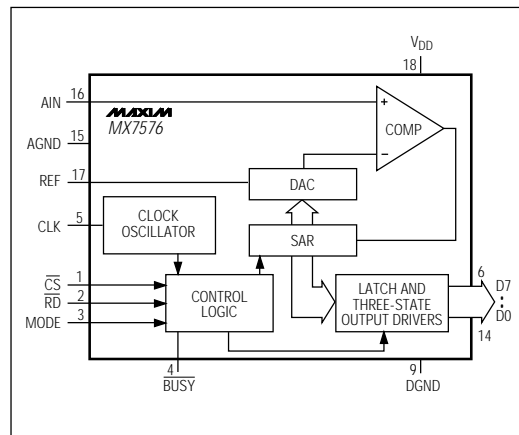 VDD
18
AIN 16
MAXIM
MX7576
+
COMP
−
AGND 15
REF 17
DAC
CLK 5
CLOCK
OSCILLATOR
SAR
CS 1
RD 2
MODE 3
CONTROL
LOGIC
LATCH AND
THREE-STATE
OUTPUT DRIVERS
6 D7
:
D0
14
4
BUSY
9
DGND